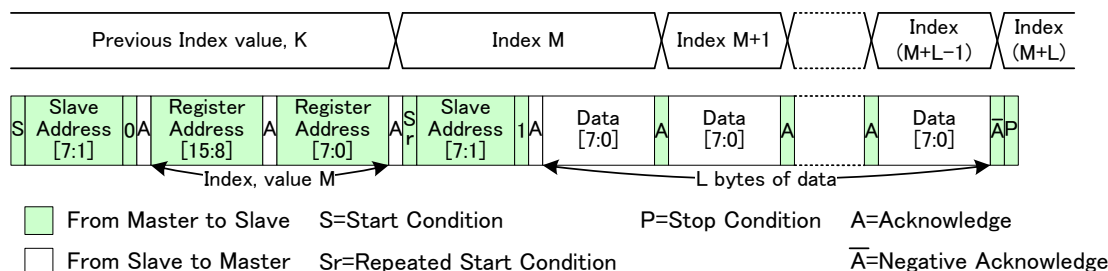 Previous Index value, K
Index M
Index M+1
Index
(M+L-1)
Index
(M+L)
S
Slave
Address
[7:1]
0
A
Register
Address
[15:8]
A
Register
Address
[7:0]
A
S
r
Slave
Address
[7:1]
1
A
Data
[7:0]
A
Data
[7:0]
A
A
Data
[7:0]
A̅
P
Index, value M
L bytes of data
From Master to Slave
S=Start Condition
P=Stop Condition
A=Acknowledge
From Slave to Master
Sr=Repeated Start Condition
A̅=Negative Acknowledge